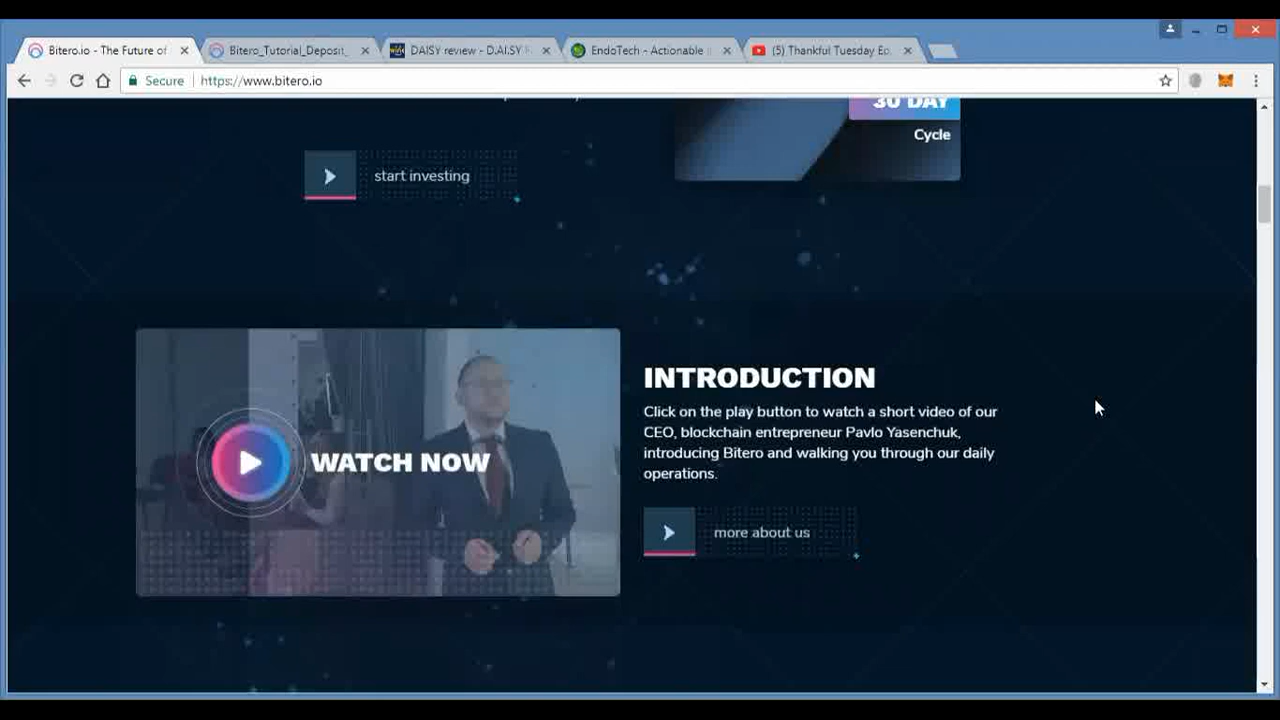 Bitero.io - The Future of
Bitero_Tutorial_Deposit_
DAISY review - D.AI.SY
EndoTech - Actionable
(5) Thankful Tuesday Ep.
Secure
https://www.bitero.io
30 DAY
Cycle
start investing
WATCH NOW
INTRODUCTION
Click on the play button to watch a short video of our
CEO, blockchain entrepreneur Pavlo Yasenchuk,
introducing Bitero and walking you through our daily
operations.
more about us